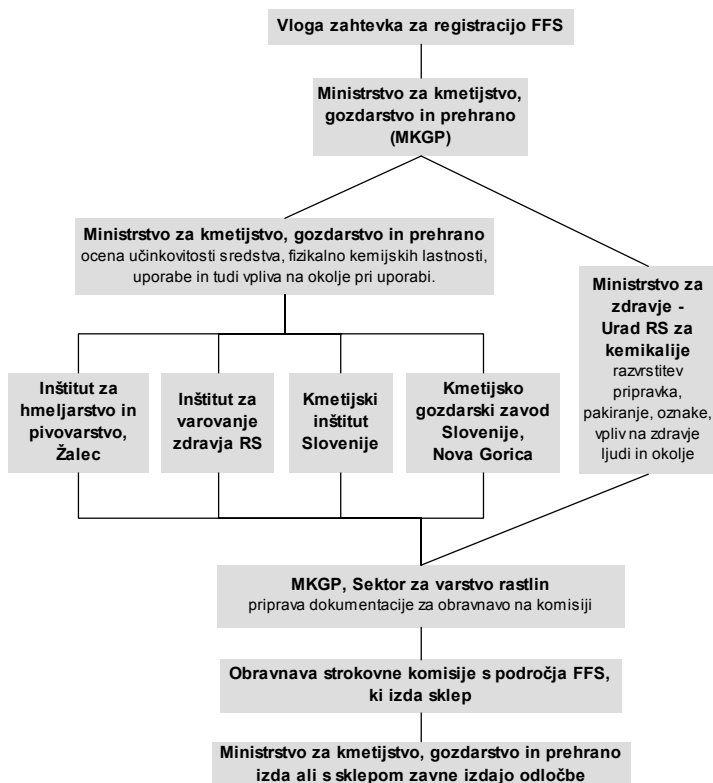 Vloga zahtevka za registracijo FFS
Ministrstvo za kmetijstvo,
gozdarstvo in prehrano
(MKGP)
Ministrstvo za kmetijstvo, gozdarstvo in prehrano
ocena učinkovitosti sredstva, fizikalno kemijskih lastnosti,
uporabe in tudi vpliva na okolje pri uporabi.
Ministrstvo za
zdravje -
Urad RS za
kemikalije
razvrstitev
pripravka,
pakiranje, oznake,
vpliv na zdravje
ljudi in okolje
Inštitut za
hmeljarstvo in
pivovarstvo,
Žalec
Inštitut za
varovanje
zdravja RS
Kmetijski
inštitut
Slovenije
Kmetijsko
gozdarski zavod
Slovenije,
Nova Gorica
MKGP, Sektor za varstvo rastlin
priprava dokumentacije za obravnavo na komisiji
Obravnava strokovne komisije s področja FFS,
ki izda sklep
Ministrstvo za kmetijstvo, gozdarstvo in prehrano
izda ali s sklepom zavne izdajo odločbe